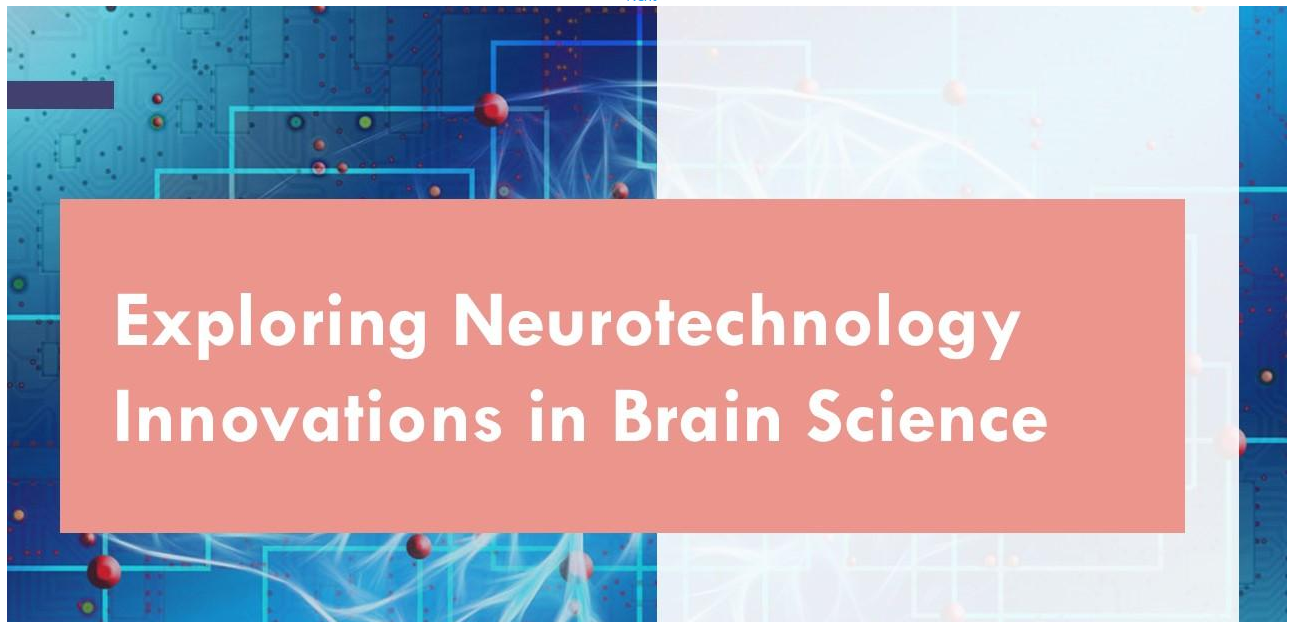 Exploring Neurotechnology
Innovations in Brain Science